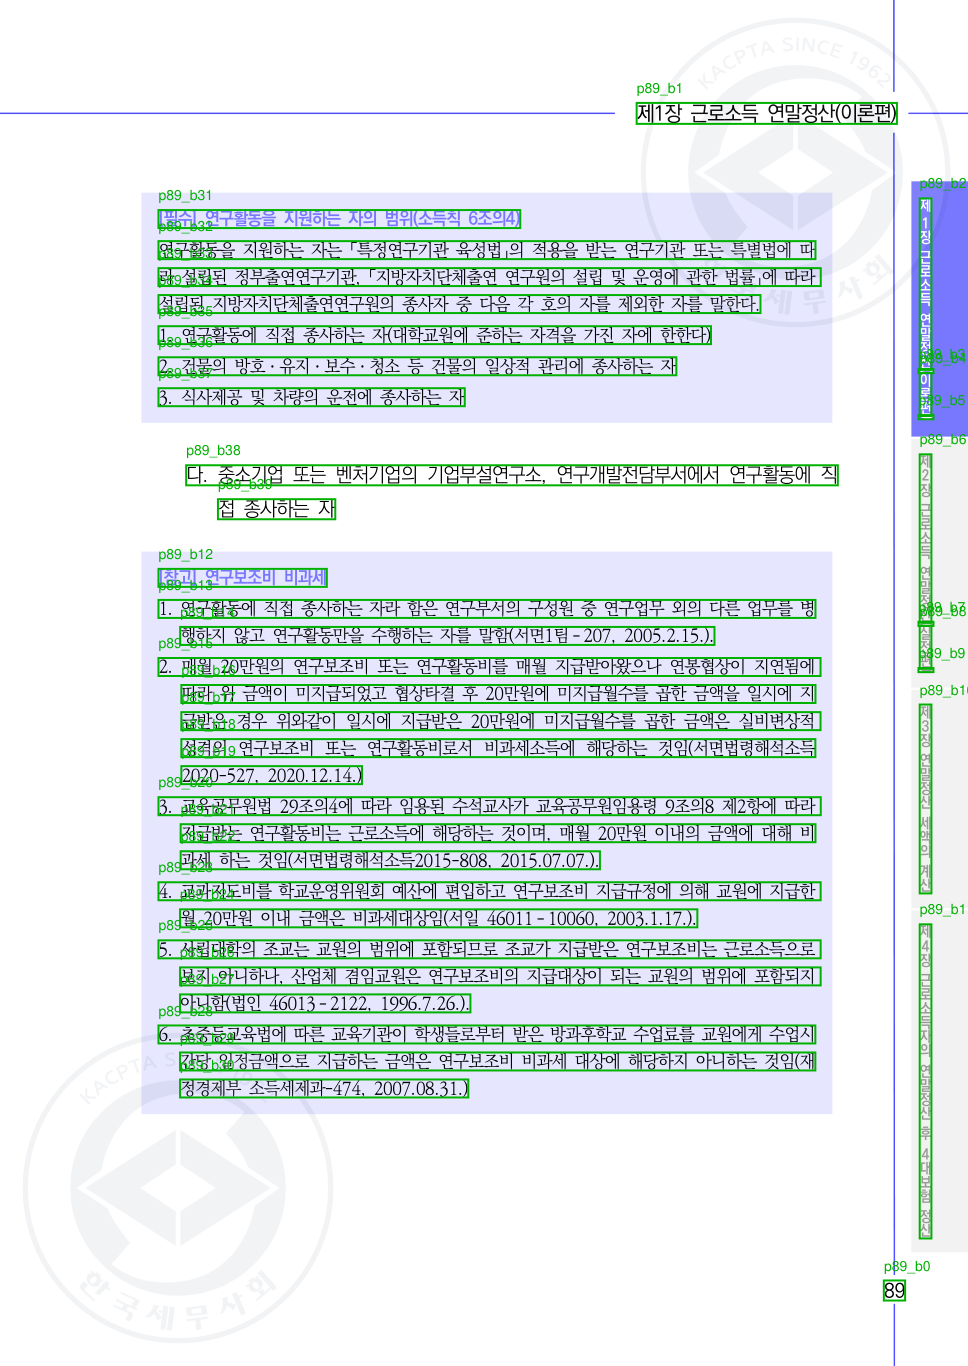 KACPTA SINCE 1962
p89_b1
제1장 근로소득 연말정산(이론편)
p89_b31
[필수] 연구활동을 지원하는 자의 범위(소득칙 6조의4)
p89_b32
연구활동을 지원하는 자는 「특정연구기관 육성법」의 적용을 받는 연구기관 또는 특별법에 따
라 설립된 정부출연연구기관, 「지방자치단체출연 연구원의 설립 및 운영에 관한 법률」에 따라
설립된 지방자치단체출연연구원의 종사자 중 다음 각 호의 자를 제외한 자를 말한다.
p89_b35
1. 연구활동에 직접 종사하는 자(대학교원에 준하는 자격을 가진 자에 한한다)
p89_b36
2. 건물의 방호·유지·보수·청소 등 건물의 일상적 관리에 종사하는 자
p89_b37
3. 식사제공 및 차량의 운전에 종사하는 자
p89_b38
다. 중소기업 또는 벤처기업의 기업부설연구소, 연구개발전담부서에서 연구활동에 직
p89_b39
접 종사하는 자
p89_b12
[참고] 연구보조비 비과세
p89_b13
1. 연구활동에 직접 종사하는 자라 함은 연구부서의 구성원 중 연구업무 외의 다른 업무를 병
행하지 않고 연구활동만을 수행하는 자를 말함(서면1팀-207, 2005.2.15.).
p89_b15
2. 매월 20만원의 연구보조비 또는 연구활동비를 매월 지급받아왔으나 연봉협상이 지연됨에
p89_b16
따라 위 금액이 미지급되었고 협상타결 후 20만원에 미지급월수를 곱한 금액을 일시에 지
p89_b17
급받은 경우 위와같이 일시에 지급받은 20만원에 미지급월수를 곱한 금액은 실비변상적
p89_b18
성격의 연구보조비 또는 연구활동비로서 비과세소득에 해당하는 것임(서면법령해석소득
p89_b19
2020-527, 2020.12.14.)
p89_b20
3. 교육공무원법 29조의4에 따라 임용된 수석교사가 교육공무원임용령 9조의8 제2항에 따라
p89_b21
지급받는 연구활동비는 근로소득에 해당하는 것이며, 매월 20만원 이내의 금액에 대해 비
p89_b22
과세 하는 것임(서면법령해석소득2015-808, 2015.07.07.).
p89_b23
4. 교과지도비를 학교운영위원회 예산에 편입하고 연구보조비 지급규정에 의해 교원에 지급한
p89_b24
월 20만원 이내 금액은 비과세대상임(서일 46011-10060, 2003.1.17.).
p89_b25
5. 사립대학의 조교는 교원의 범위에 포함되므로 조교가 지급받은 연구보조비는 근로소득으로
p89_b26
보지 아니하나, 산업체 겸임교원은 연구보조비의 지급대상이 되는 교원의 범위에 포함되지
p89_b27
아니함(법인 46013-2122, 1996.7.26.).
p89_b28
6. 초중등교육법에 따른 교육기관이 학생들로부터 받은 방과후학교 수업료를 교원에게 수업시
p89_b29
간당 일정금액으로 지급하는 금액은 연구보조비 비과세 대상에 해당하지 아니하는 것임(재
p89_b30
정경제부 소득세제과-474, 2007.08.31.)
p89_b2
제1장 근로소득 연말정산(이론편)
p89_b5
p89_b6
제2장 근로소득 연말정산
p89_b9
p89_b10
제3장 연말정산 세액의 계산
p89_b1
제4장 근로소득자의 연말정산 후 4대보험 정산
한국세무사회
KACPTA
한국세무사회
p89_b0
89